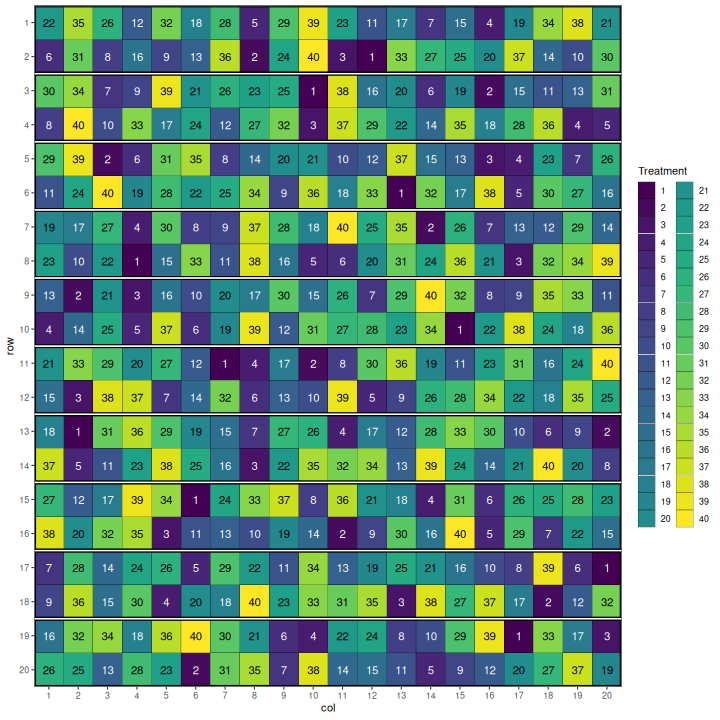 1 22 35 26 12 32 18 28 5 29 39 23 11 17 7 15 4 19 34 38 21
2 6 31 8 16 9 13 36 2 24 40 3 1 33 27 25 20 37 14 10 30
3 30 34 7 9 39 21 26 23 25 1 38 16 20 6 19 2 15 11 13 31
4 8 40 10 33 17 24 12 27 32 3 37 29 22 14 35 18 28 36 4 5
5 29 39 2 6 31 35 8 14 20 21 10 12 37 15 13 3 4 23 7 26
6 11 24 40 19 28 22 25 34 9 36 18 33 1 32 17 38 5 30 27 16
7 19 17 27 4 30 8 9 37 28 18 40 25 35 2 26 7 13 12 29 14
8 23 10 22 1 15 33 11 38 16 5 6 20 31 24 36 21 3 32 34 39
9 13 2 21 3 16 10 20 17 30 15 26 7 29 40 32 8 9 35 33 11
10 4 14 25 5 37 6 19 39 12 31 27 28 23 34 1 22 38 24 18 36
11 21 33 29 20 27 12 1 4 17 2 8 30 36 19 11 23 31 16 24 40
12 15 3 38 37 7 14 32 6 13 10 39 5 9 26 28 34 22 18 35 25
13 18 1 31 36 29 19 15 7 27 26 4 17 12 28 33 30 10 6 9 2
14 37 5 11 23 38 25 16 3 22 35 32 34 13 39 24 14 21 40 20 8
15 27 12 17 39 34 1 24 33 37 8 36 21 18 4 31 6 26 25 28 23
16 38 20 32 35 3 11 13 10 19 14 2 9 30 16 40 5 29 7 22 15
17 7 28 14 24 26 5 29 22 11 34 13 19 25 21 16 10 8 39 6 1
18 9 36 15 30 4 20 18 40 23 33 31 35 3 38 27 37 17 2 12 32
19 16 32 34 18 36 40 30 21 6 4 22 24 8 10 29 39 1 33 17 3
20 26 25 13 28 23 2 31 35 7 38 14 15 11 5 9 12 20 27 37 19
1 2 3 4 5 6 7 8 9 10 11 12 13 14 15 16 17 18 19 20
col
row
Treatment
1 21
2 22
3 23
4 24
5 25
6 26
7 27
8 28
9 29
10 30
11 31
12 32
13 33
14 34
15 35
16 36
17 37
18 38
19 39
20 40